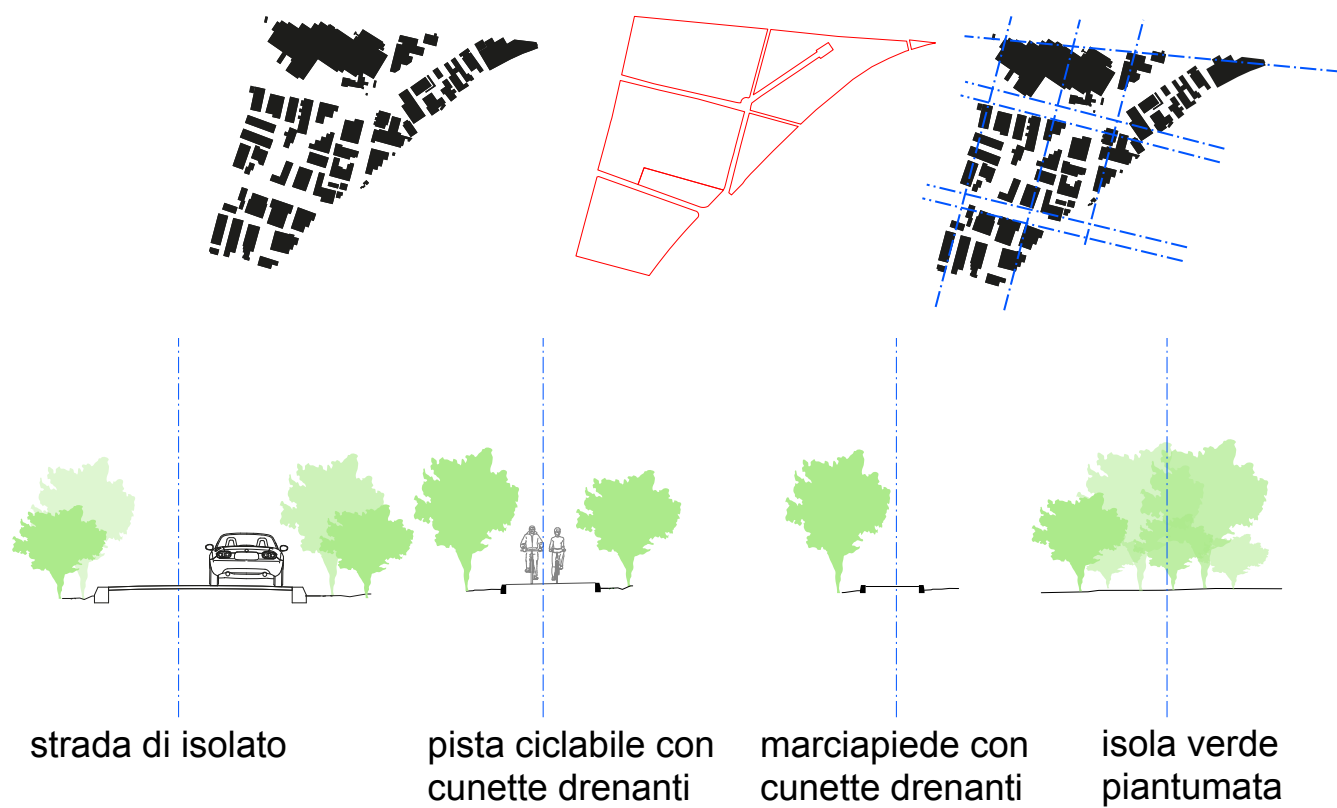 strada di isolato
pista ciclabile con
cunette drenanti
marciapiede con
cunette drenanti
isola verde
piantumata